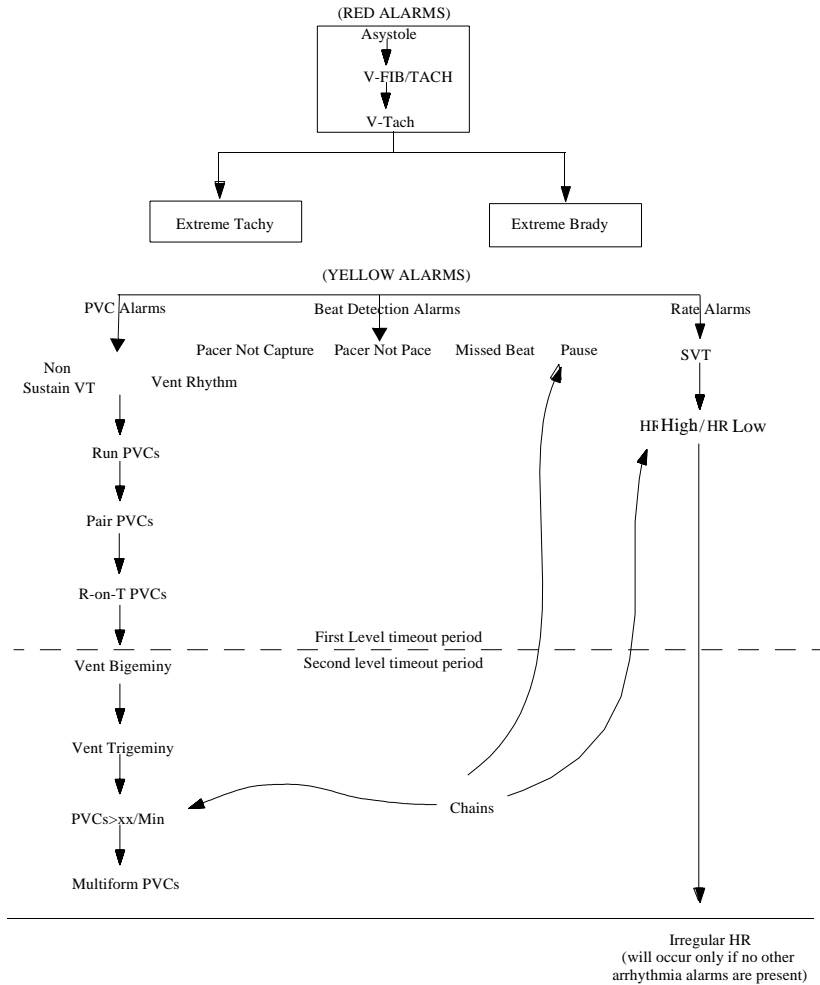 (RED ALARMS)
Asystole
V-FIB/TACH
V-Tach
Extreme Tachy
Extreme Brady
(YELLOW ALARMS)
PVC Alarms
Beat Detection Alarms
Rate Alarms
Pacer Not Capture
Pacer Not Pace
Missed Beat
Pause
SVT
Non
Sustain VT
Vent Rhythm
HR High / HR Low
Run PVCs
Pair PVCs
R-on-T PVCs
First Level timeout period
Second level timeout period
Vent Bigeminy
Vent Trigeminy
PVCs>xx/Min
Chains
Multiform PVCs
Irregular HR
(will occur only if no other
arrhythmia alarms are present)